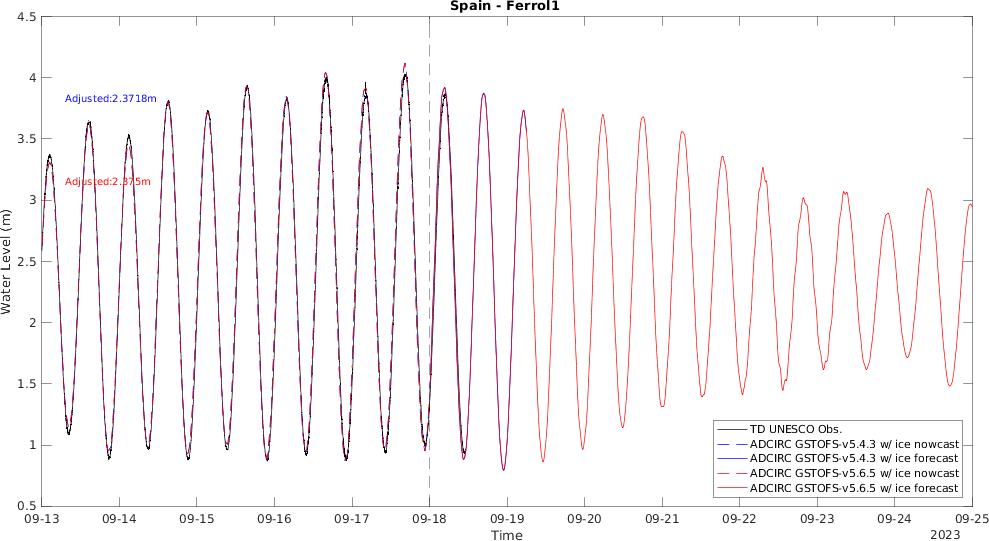 Spain - Ferrol1
4.5
4
3.5
3
2.5
2
1.5
1
0.5
Water Level (m)
Adjusted:2.3718m
Adjusted:2.375m
TD UNESCO Obs.
ADCIRC GSTOFS-v5.4.3 w/ ice nowcast
ADCIRC GSTOFS-v5.4.3 w/ ice forecast
ADCIRC GSTOFS-v5.6.5 w/ ice nowcast
ADCIRC GSTOFS-v5.6.5 w/ ice forecast
09-13 09-14 09-15 09-16 09-17 09-18 09-19 09-20 09-21 09-22 09-23 09-24 09-25
Time
2023